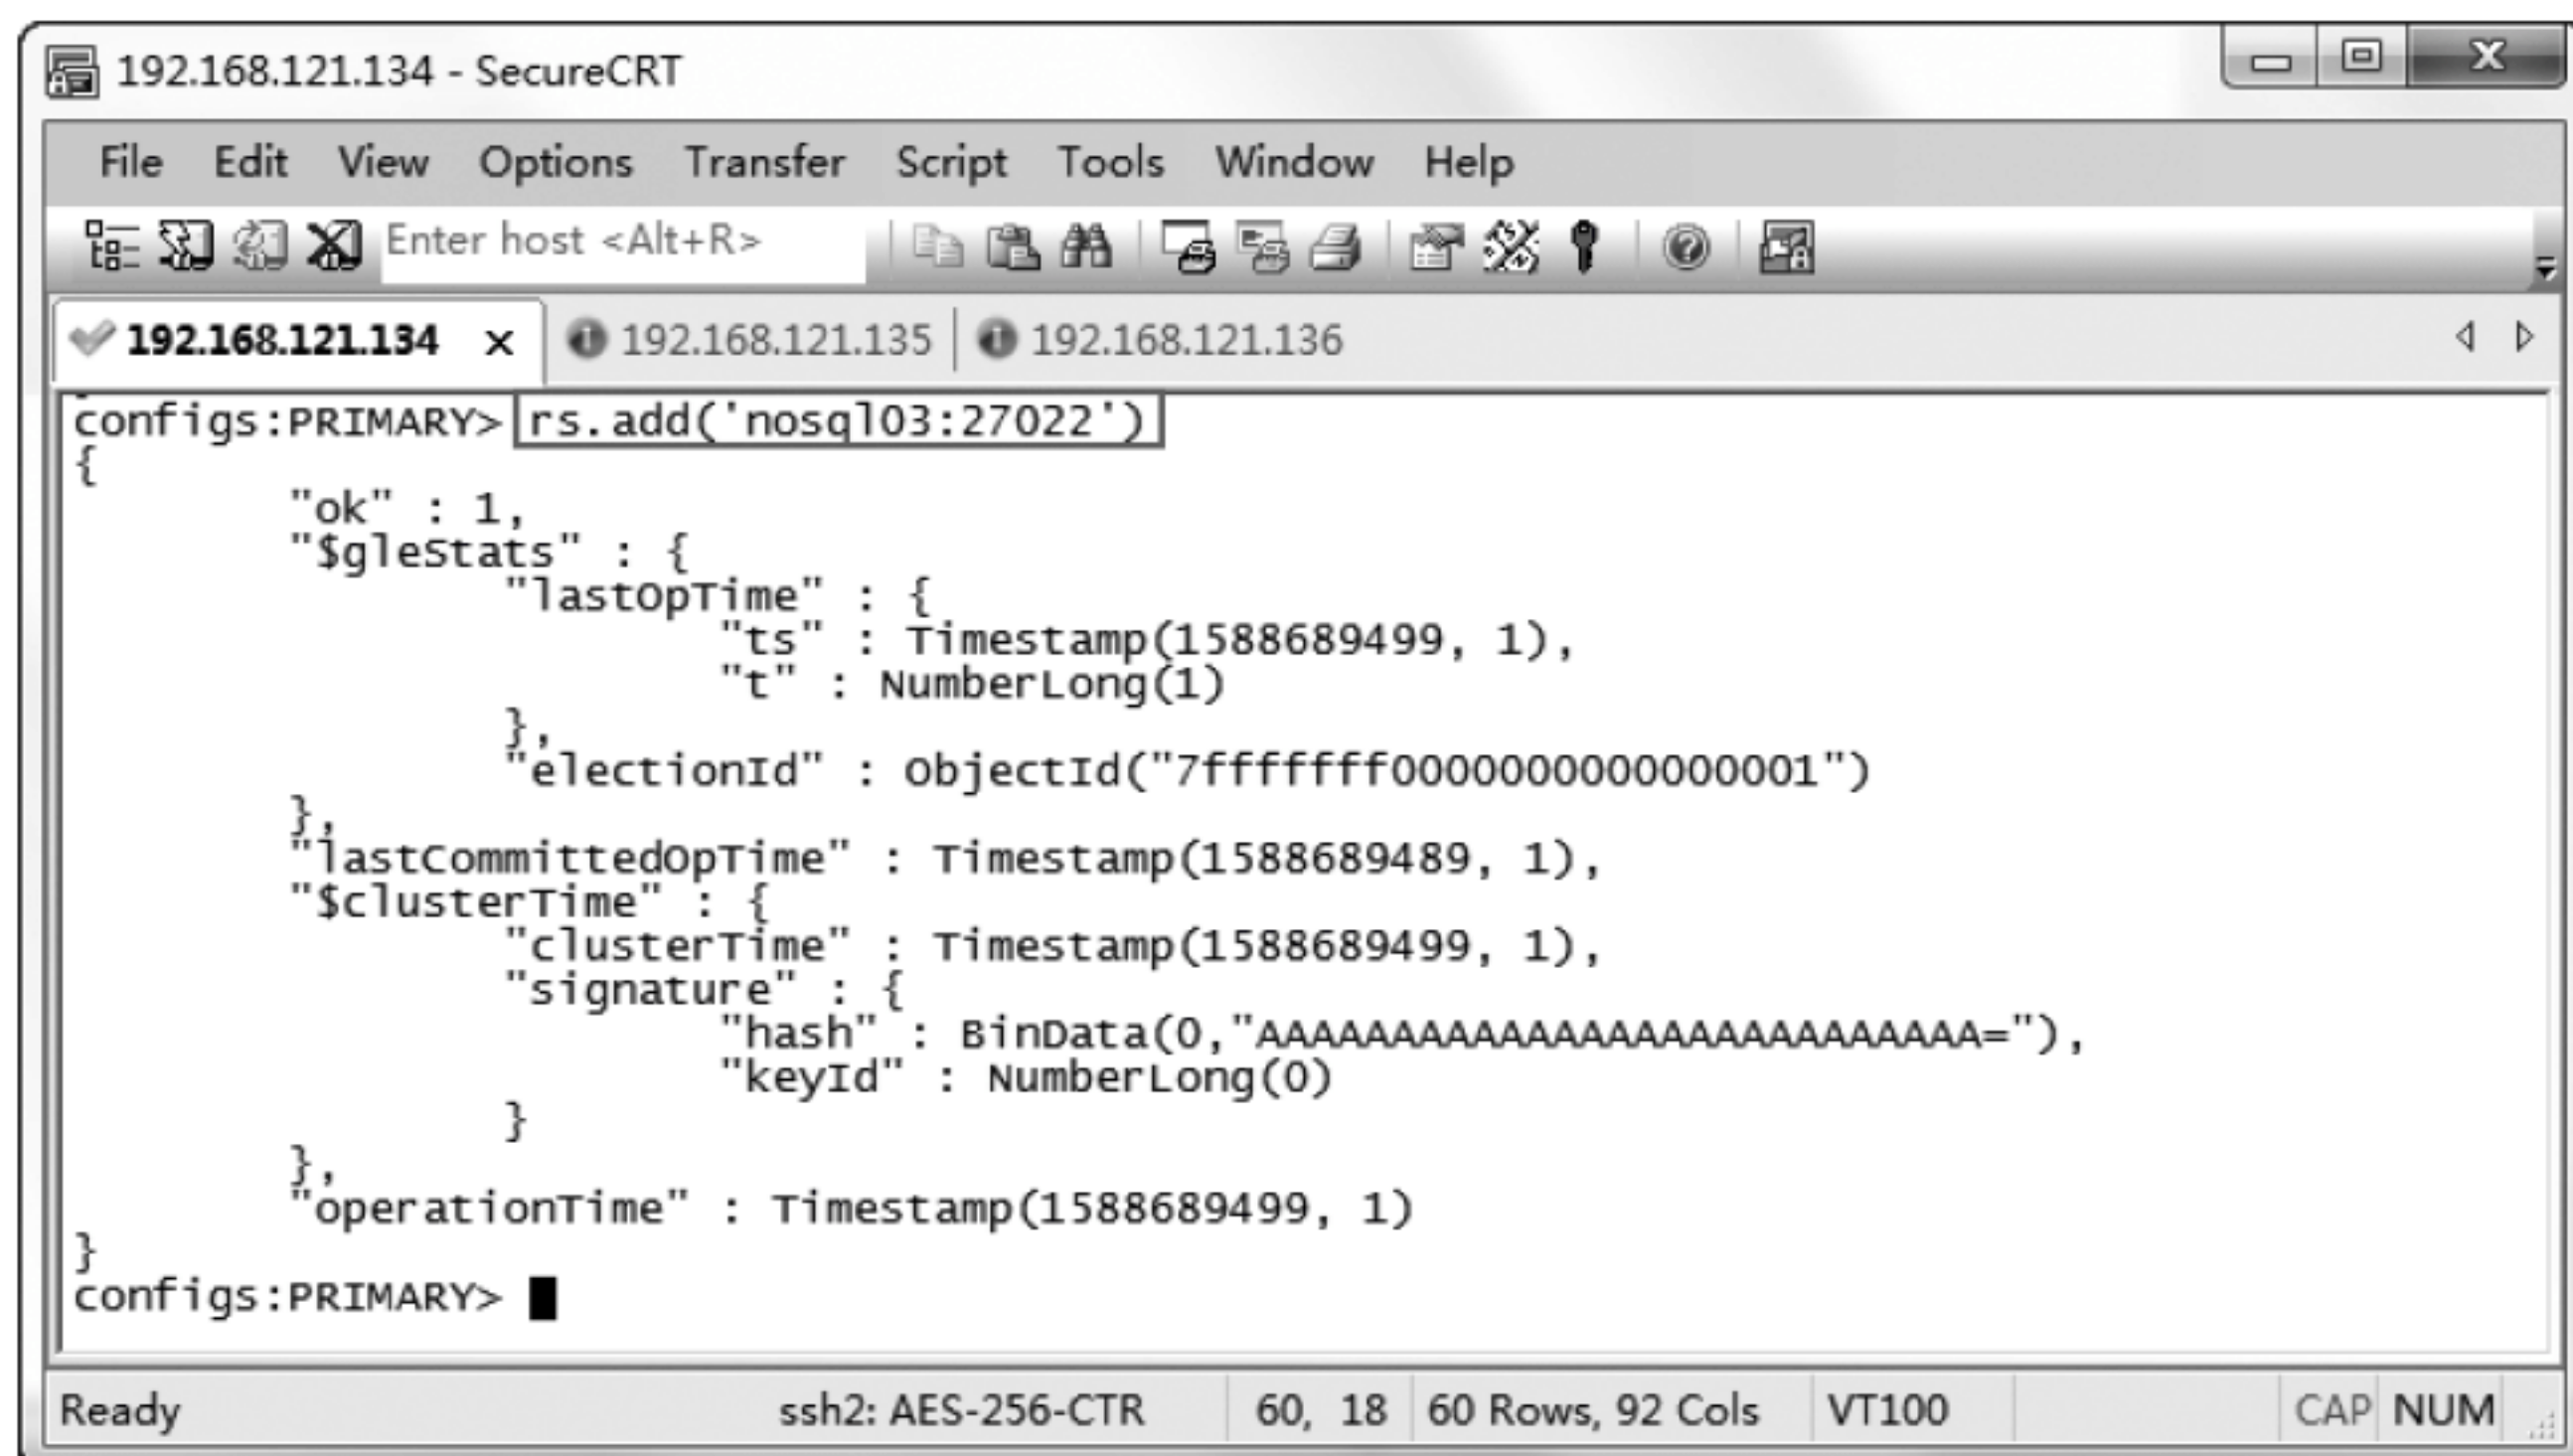 192.168.121.134 - SecureCRT
File Edit View Options Transfer Script Tools Window Help
Enter host <Alt+R>
192.168.121.134 x 192.168.121.135 192.168.121.136
configs:PRIMARY> rs.add('nosql03:27022')
{
"ok" : 1,
"$gleStats" : {
"lastOpTime" : {
"ts" : Timestamp(1588689499, 1),
"t" : NumberLong(1)
},
"electionId" : ObjectId("7fffffff0000000000000001")
},
"lastCommittedOpTime" : Timestamp(1588689489, 1),
"$clusterTime" : {
"clusterTime" : Timestamp(1588689499, 1),
"signature" : {
"hash" : BinData(0,"AAAAAAAAAAAAAAAAAAAAAAAAAAA="),
"keyId" : NumberLong(0)
}
},
"operationTime" : Timestamp(1588689499, 1)
}
configs:PRIMARY>
Ready ssh2: AES-256-CTR 60, 18 60 Rows, 92 Cols VT100 CAP NUM